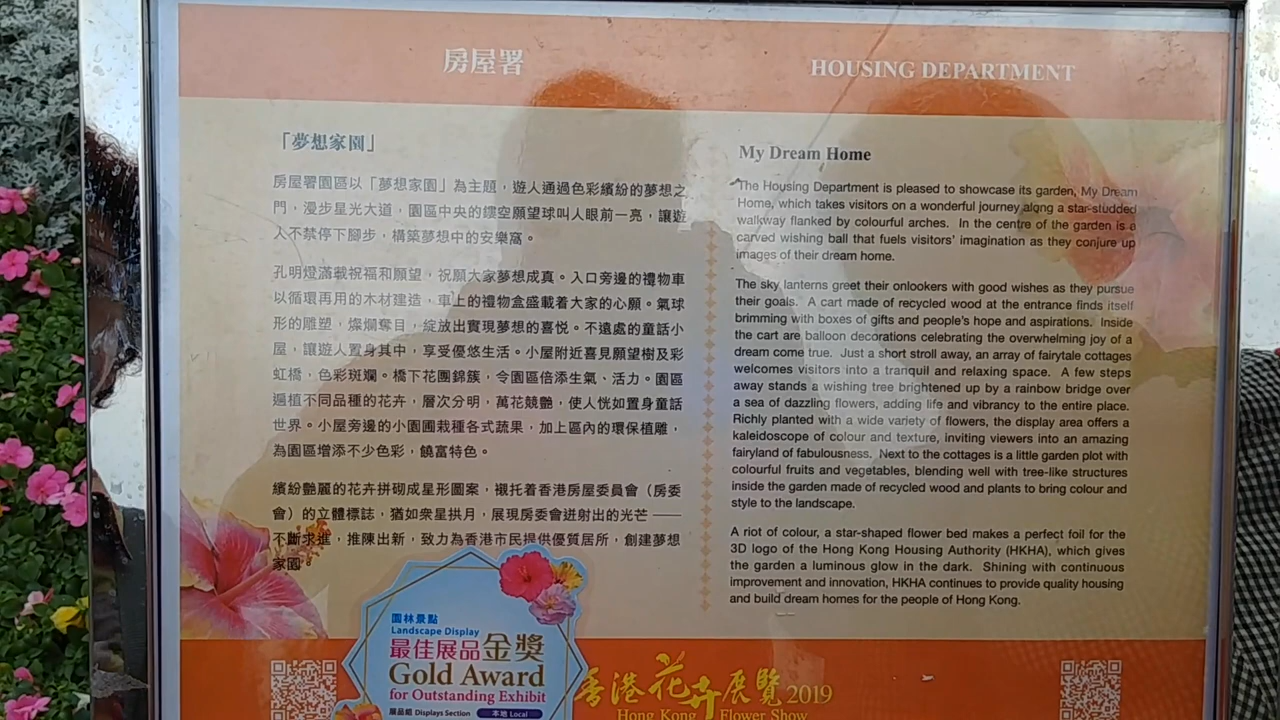 房屋署
HOUSING DEPARTMENT
「夢想家園」
房屋署園區以「夢想家園」為主題，遊人通過色彩繽紛的夢想之
門，漫步星光大道，園區中央的鏤空願望球叫人眼前一亮，讓遊
人不禁停下腳步，構築夢想中的安樂窩。
孔明燈滿載祝福和願望，祝願大家夢想成真。入口旁邊的禮物車
以循環再用的木材建造，車上的禮物盒盛載着大家的心願。氣球
形的雕塑，燦爛奪目，綻放出實現夢想的喜悦。不遠處的童話小
屋，讓遊人置身其中，享受優悠生活。小屋附近喜見願望樹及彩
虹橋，色彩斑斕。橋下花團錦簇，令園區倍添生氣、活力。園區
遍植不同品種的花卉，層次分明，萬花競艷，使人恍如置身童話
世界。小屋旁邊的小園圃栽種各式蔬果，加上區內的環保植雕，
為園區增添不少色彩，饒富特色。
繽紛艷麗的花卉拼砌成星形圖案，襯托着香港房屋委員會（房委
會）的立體標誌，猶如衆星拱月，展現房委會迸射出的光芒 ——
不斷求進，推陳出新，致力為香港市民提供優質居所，創建夢想
家園。
My Dream Home
The Housing Department is pleased to showcase its garden, My Dream
Home, which takes visitors on a wonderful journey along a star-studded
walkway flanked by colourful arches. In the centre of the garden is a
carved wishing ball that fuels visitors' imagination as they conjure up
images of their dream home.
The sky lanterns greet their onlookers with good wishes as they pursue
their goals. A cart made of recycled wood at the entrance finds itself
brimming with boxes of gifts and people's hope and aspirations. Inside
the cart are balloon decorations celebrating the overwhelming joy of a
dream come true. Just a short stroll away, an array of fairytale cottages
welcomes visitors into a tranquil and relaxing space. A few steps
away stands a wishing tree brightened up by a rainbow bridge over
a sea of dazzling flowers, adding life and vibrancy to the entire place.
Richly planted with a wide variety of flowers, the display area offers a
kaleidoscope of colour and texture, inviting viewers into an amazing
fairyland of fabulousness. Next to the cottages is a little garden plot with
colourful fruits and vegetables, blending well with tree-like structures
inside the garden made of recycled wood and plants to bring colour and
style to the landscape.
A riot of colour, a star-shaped flower bed makes a perfect foil for the
3D logo of the Hong Kong Housing Authority (HKHA), which gives
the garden a luminous glow in the dark. Shining with continuous
improvement and innovation, HKHA continues to provide quality housing
and build dream homes for the people of Hong Kong.
園林景點
Landscape Display
最佳展品金獎
Gold Award
for Outstanding Exhibit
展品組 Displays Section 本地 Local
香港花卉展覽 2019
Hong Kong Flower Show